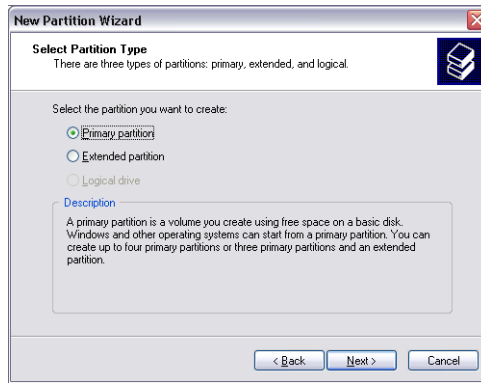 New Partition Wizard
Select Partition Type
There are three types of partitions: primary, extended, and logical.
Select the partition you want to create:
Primary partition
Extended partition
Logical drive
Description
A primary partition is a volume you create using free space on a basic disk.
Windows and other operating systems can start from a primary partition. You can
create up to four primary partitions or three primary partitions and an extended
partition.
< Back Next > Cancel